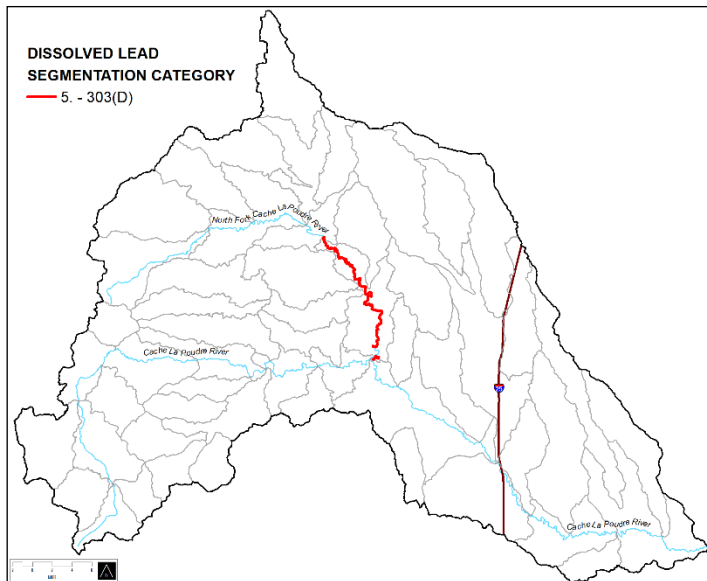 DISSOLVED LEAD
SEGMENTATION CATEGORY
5. - 303(D)
North Fork Cache La Poudre River
Cache La Poudre River
25
Cache La Poudre River